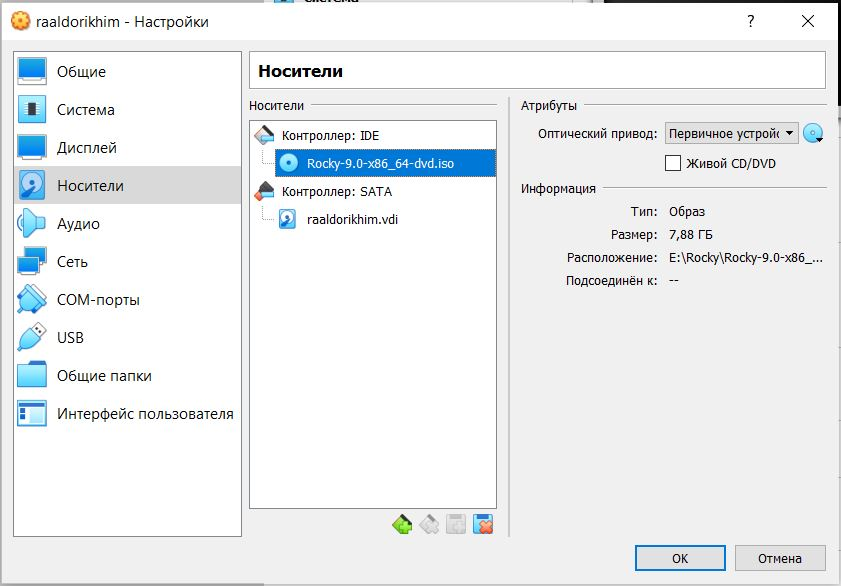 raaldorikhim - Настройки
?
Общие
Система
Дисплей
Носители
Аудио
Сеть
COM-порты
USB
Общие папки
Интерфейс пользователя
Носители
Носители
Контроллер: IDE
Rocky-9.0-x86_64-dvd.iso
Контроллер: SATA
raaldorikhim.vdi
Атрибуты
Оптический привод: Первичное устройс
Живой CD/DVD
Информация
Тип: Образ
Размер: 7,88 ГБ
Расположение: E:\Rocky\Rocky-9.0-x86_...
Подсоединён к: --
OK
Отмена